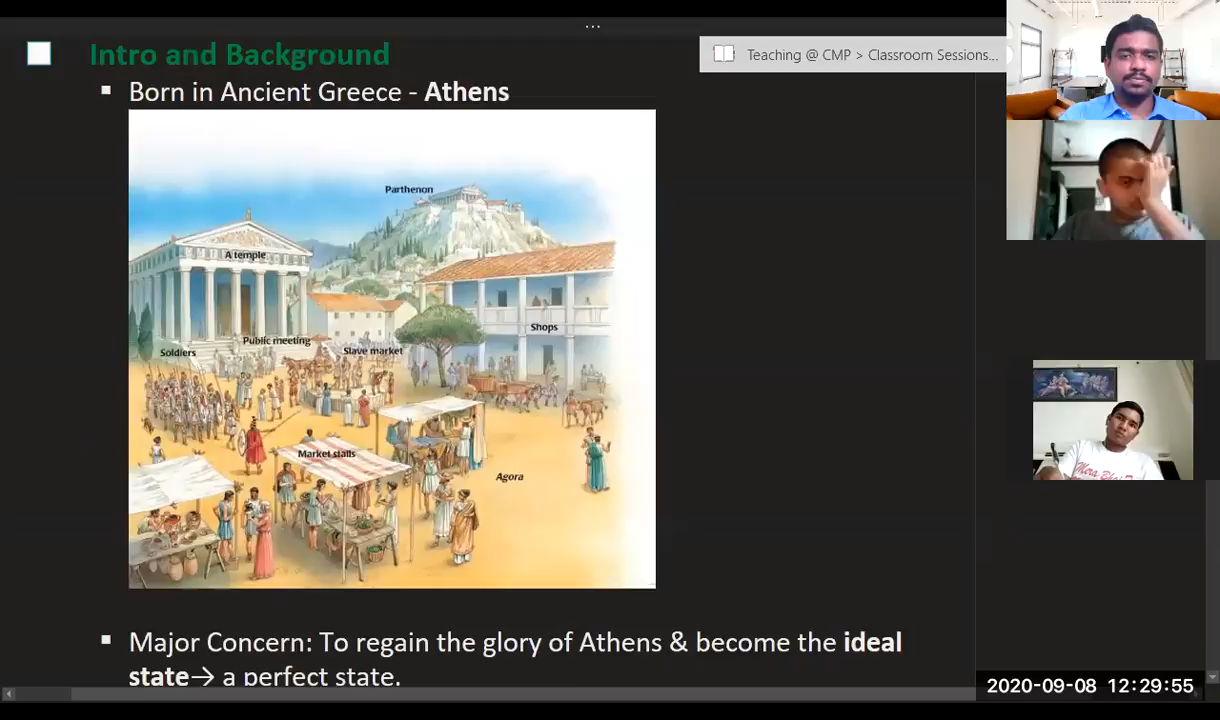 ...
Intro and Background
Teaching @ CMP > Classroom Sessions...
Born in Ancient Greece - Athens
Parthenon
A temple
Shops
Public meeting
Soldiers
Slave market
Market stalls
Agora
Major Concern: To regain the glory of Athens & become the ideal
state→ a perfect state.
2020-09-08 12:29:55